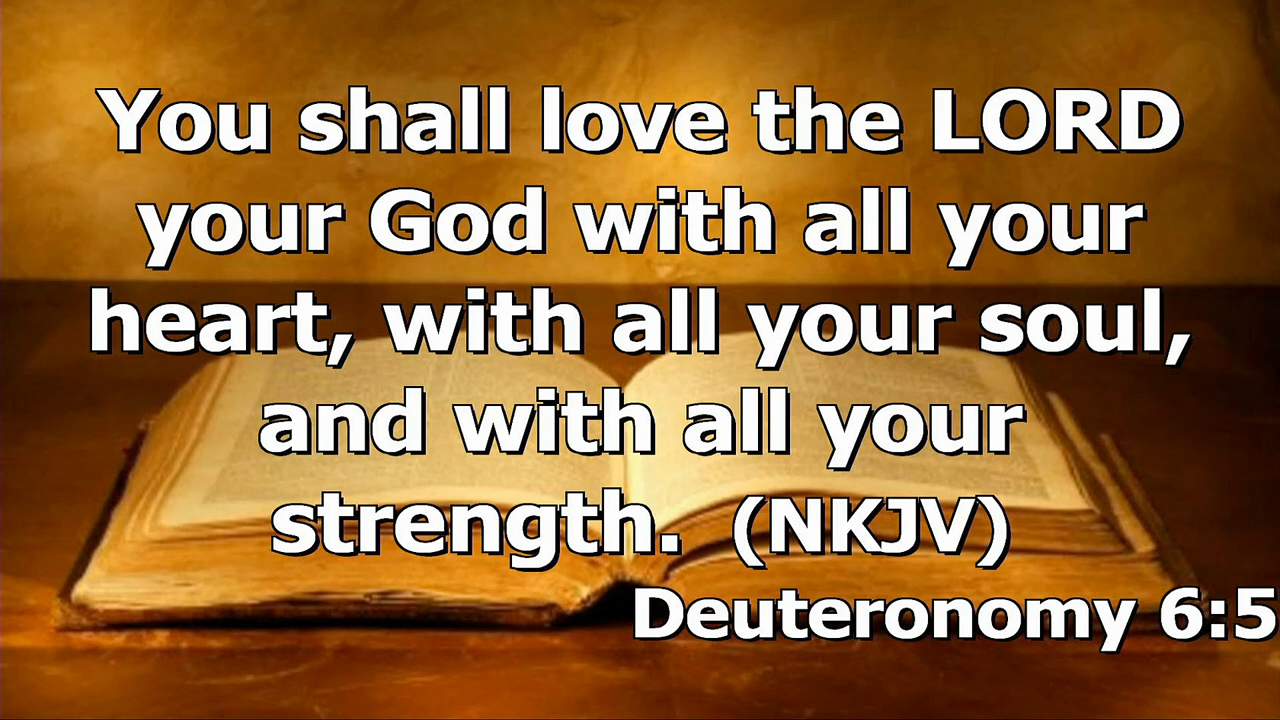 You shall love the LORD
your God with all your
heart, with all your soul,
and with all your
strength. (NKJV)
Deuteronomy 6:5